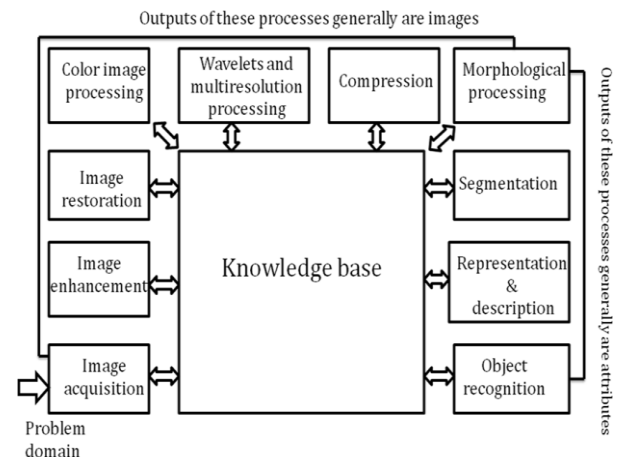 Outputs of these processes generally are images
Color image
processing
Wavelets and
multiresolution
processing
Compression
Morphological
processing
Outputs of these processes generally are attributes
Image
restoration
Segmentation
Knowledge base
Image
enhancement
Representation
&
description
Image
acquisition
Object
recognition
Problem
domain